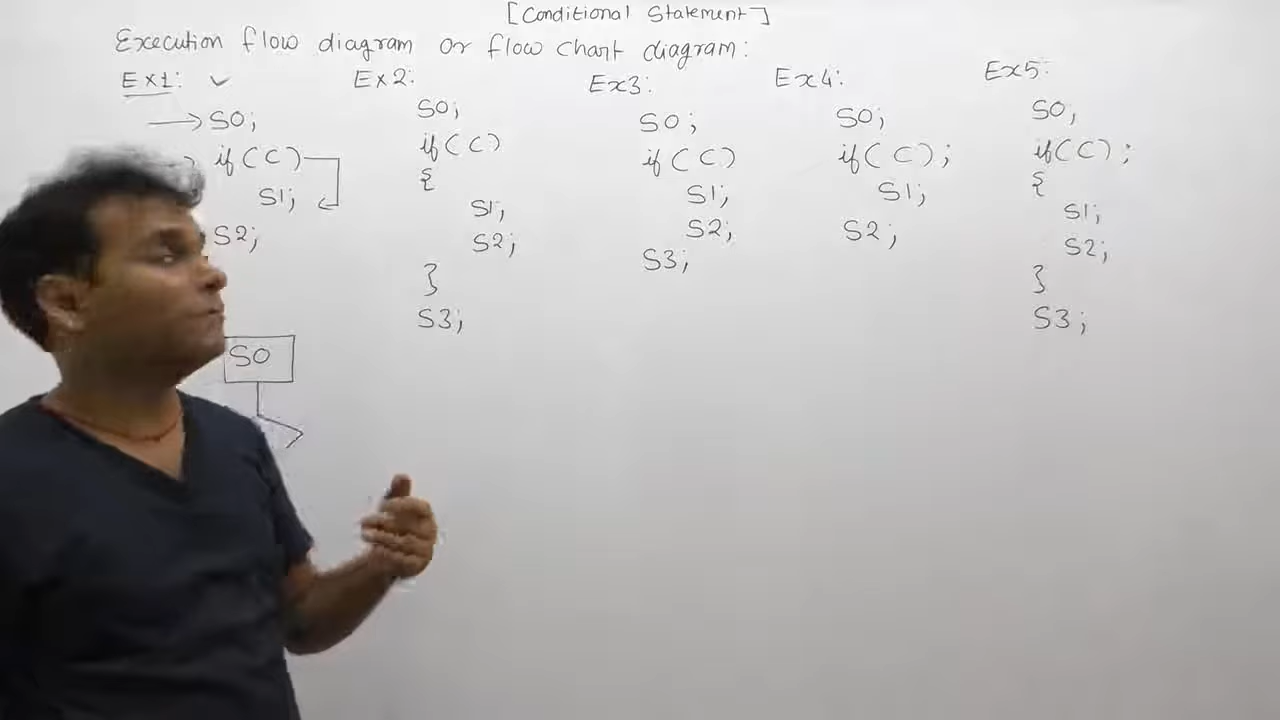 [Conditional Statement]
Execution flow diagram or flow chart diagram:
Ex1:
S0;
if(C)
S1;
S2;
S0
Ex2:
S0;
if(C)
{
S1;
S2;
}
S3;
Ex3:
S0;
if(C)
S1;
S2;
S3;
Ex4:
S0;
if(C);
S1;
S2;
Ex5:
S0;
if(C);
{
S1;
S2;
}
S3;